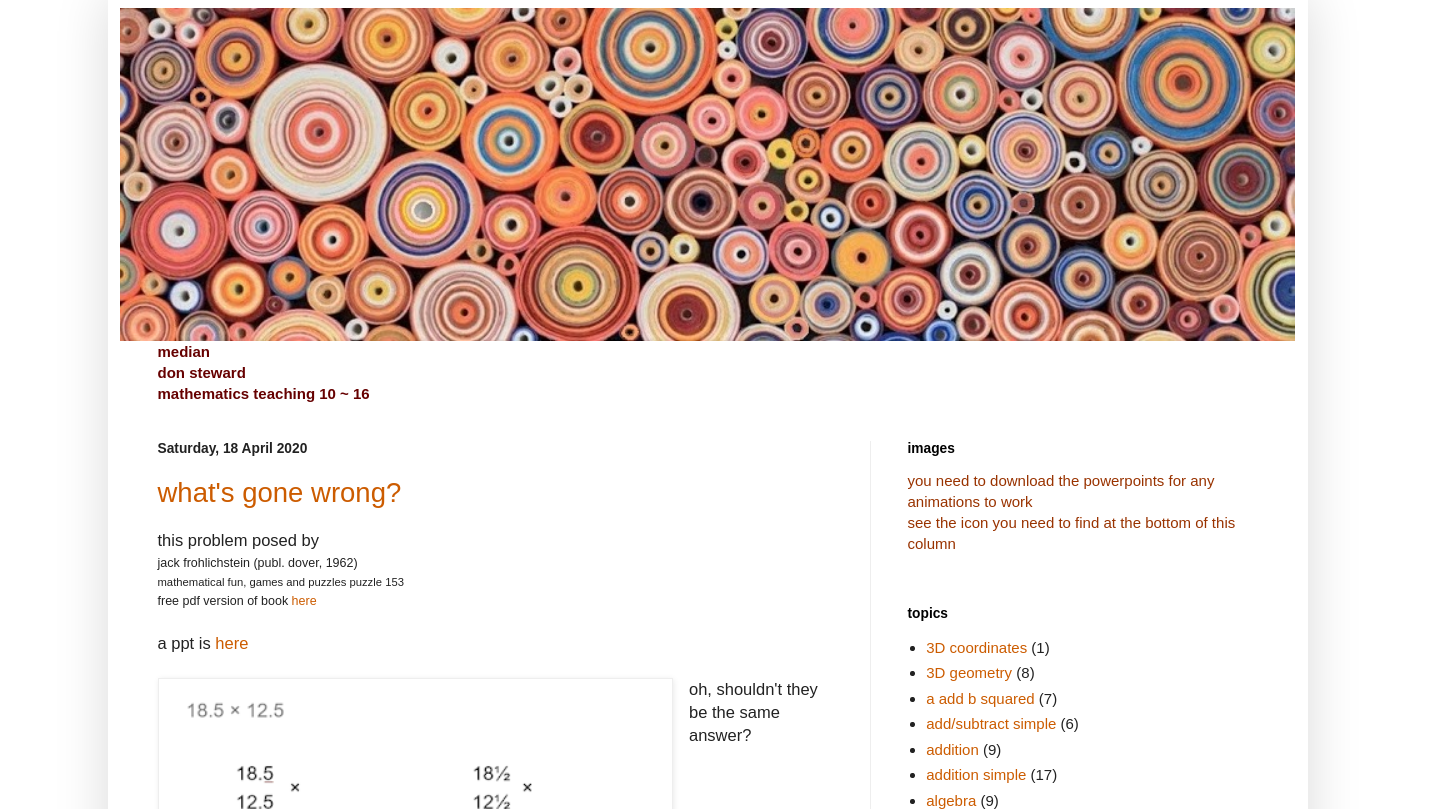 median
don steward
mathematics teaching 10 ~ 16
Saturday, 18 April 2020
what's gone wrong?
this problem posed by
jack frohlichstein (publ. dover, 1962)
mathematical fun, games and puzzles puzzle 153
free pdf version of book here
a ppt is here
18.5 × 12.5
18.5 ×
12.5
18½ ×
12½
oh, shouldn't they
be the same
answer?
images
you need to download the powerpoints for any
animations to work
see the icon you need to find at the bottom of this
column
topics
3D coordinates (1)
3D geometry (8)
a add b squared (7)
add/subtract simple (6)
addition (9)
addition simple (17)
algebra (9)